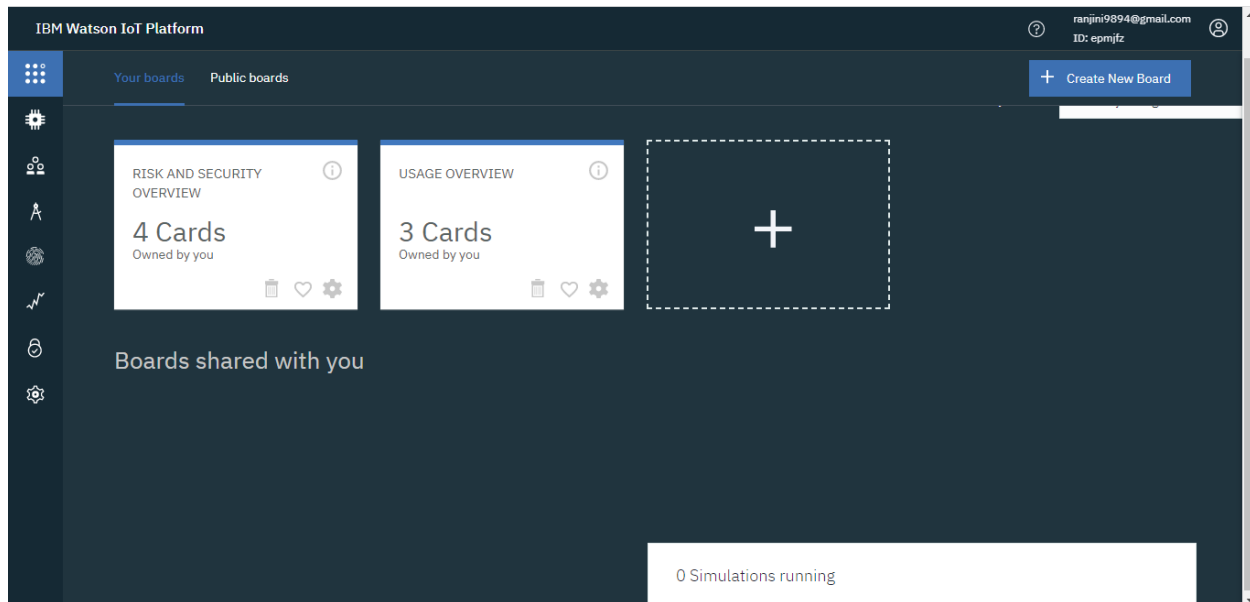 IBM Watson IoT Platform
ranjini9894@gmail.com
ID: epmjfz
Your boards
Public boards
Create New Board
RISK AND SECURITY
OVERVIEW
4 Cards
Owned by you
USAGE OVERVIEW
3 Cards
Owned by you
Boards shared with you
0 Simulations running